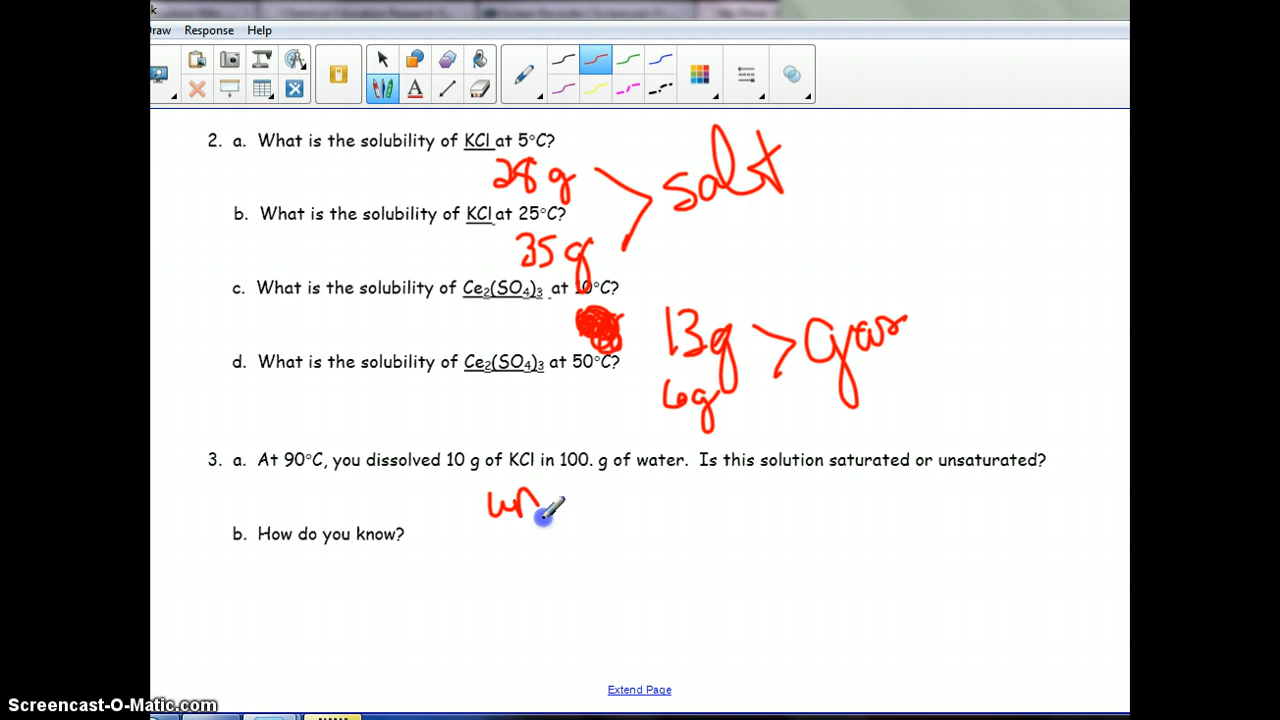 k
Draw Response Help
2. a. What is the solubility of KCl at 5°C?
28 g
salt
b. What is the solubility of KCl at 25°C?
35 g
c. What is the solubility of Ce₂(SO₄)₃ at 10°C?
13g
gas
d. What is the solubility of Ce₂(SO₄)₃ at 50°C?
6g
3. a. At 90°C, you dissolved 10 g of KCl in 100. g of water. Is this solution saturated or unsaturated?
un
b. How do you know?
Extend Page
Screencast-O-Matic.com